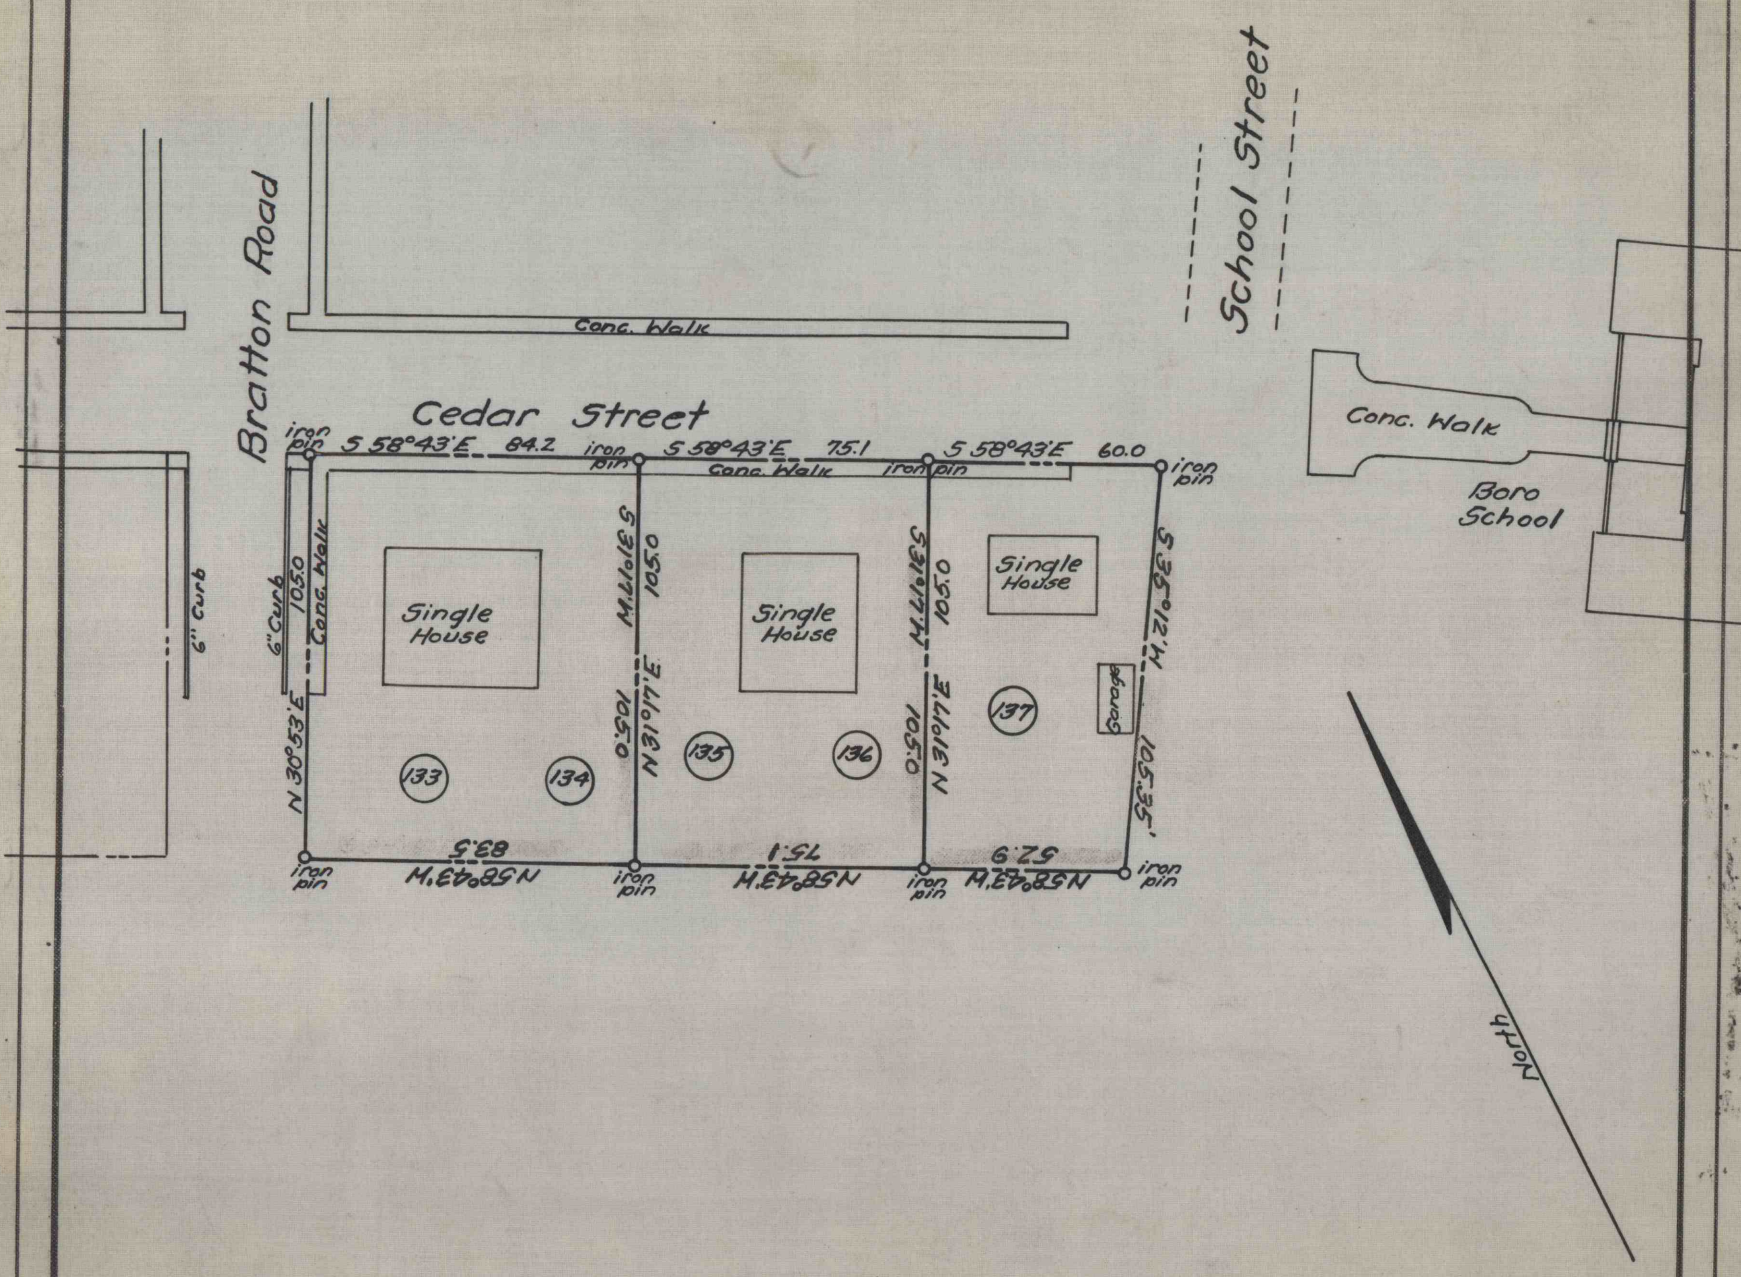 School Street
Bratton Road
Conc. Walk
Cedar Street
iron
pin
S 58°43'E 84.2
iron
pin
S 58°43'E 75.1
iron pin
S 58°43'E 60.0
iron
pin
Conc. Walk
Conc. Walk
Boro
School
6" Curb
6" Curb
105.0
Conc. Walk
N 30°53'E
Single
House
S 31°17'W
105.0
N 31°17'E
105.0
Single
House
S 31°17'W
105.0
N 31°17'E
105.0
Single
House
S 35°12'W
105.35'
Garage
133
134
135
136
137
iron
pin
83.5
N 58°43'W
iron
pin
75.1
N 58°43'W
iron
pin
52.9
N 58°43'W
iron
pin
North